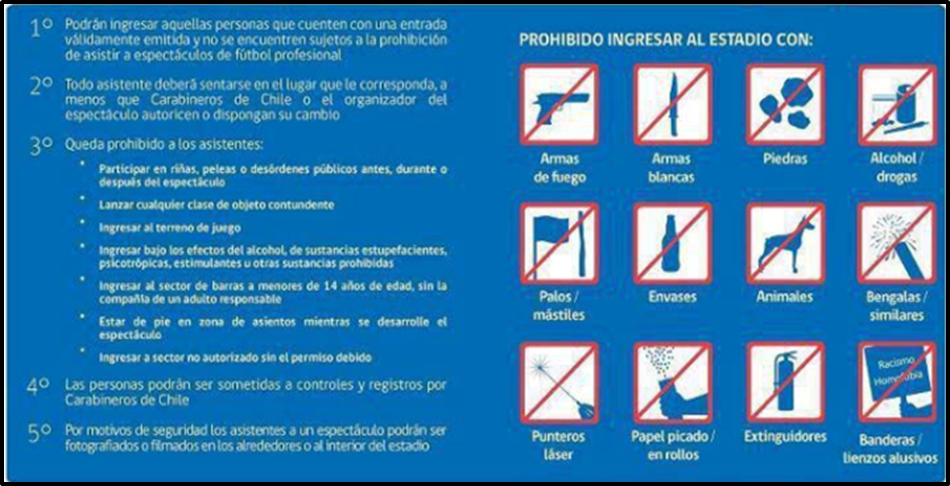 1º Podrán ingresar aquellas personas que cuenten con una entrada
válidamente emitida y no se encuentren sujetos a la prohibición
de asistir a espectáculos de fútbol profesional
2º Todo asistente deberá sentarse en el lugar que le corresponda, a
menos que Carabineros de Chile o el organizador del
espectáculo autoricen o dispongan su cambio
3º Queda prohibido a los asistentes:
* Participar en riñas, peleas o desórdenes públicos antes, durante o
después del espectáculo
* Lanzar cualquier clase de objeto contundente
* Ingresar al terreno de juego
* Ingresar bajo los efectos del alcohol, de sustancias estupefacientes,
psicotrópicas, estimulantes u otras sustancias prohibidas
* Ingresar al sector de barras a menores de 14 años de edad, sin la
compañía de un adulto responsable
* Estar de pie en zona de asientos mientras se desarrolle el
espectáculo
* Ingresar a sector no autorizado sin el permiso debido
4º Las personas podrán ser sometidas a controles y registros por
Carabineros de Chile
5º Por motivos de seguridad los asistentes a un espectáculo podrán ser
fotografiados o filmados en los alrededores o al interior del estadio
PROHIBIDO INGRESAR AL ESTADIO CON:
Armas
de fuego
Armas
blancas
Piedras
Alcohol /
drogas
Palos /
mástiles
Envases
Animales
Bengalas /
similares
Punteros
láser
Papel picado /
en rollos
Extinguidores
Racismo
Homofobia
Banderas /
lienzos alusivos